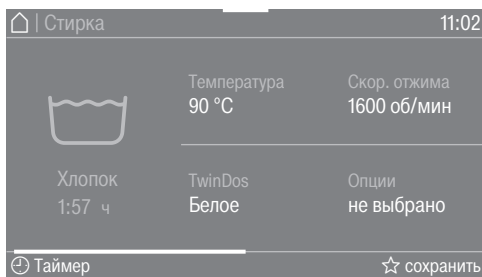 | Стирка 11:02
Температура Скор. отжима
90 °C 1600 об/мин
Хлопок TwinDos Опции
1:57 ч Белое не выбрано
Таймер сохранить